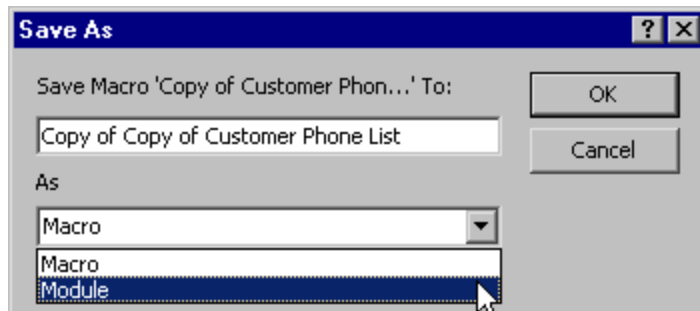 Save As
Save Macro 'Copy of Customer Phon...' To:
OK
Copy of Copy of Customer Phone List
Cancel
As
Macro
Macro
Module